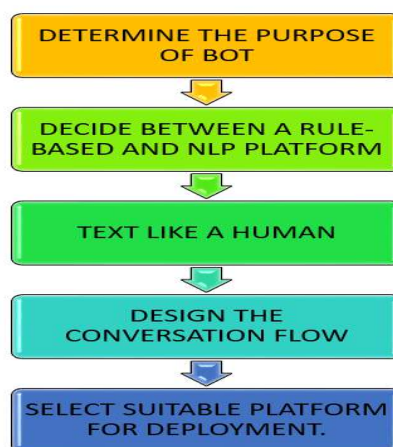 DETERMINE THE PURPOSE
OF BOT
DECIDE BETWEEN A RULE-
BASED AND NLP PLATFORM
TEXT LIKE A HUMAN
DESIGN THE
CONVERSATION FLOW
SELECT SUITABLE PLATFORM
FOR DEPLOYMENT.